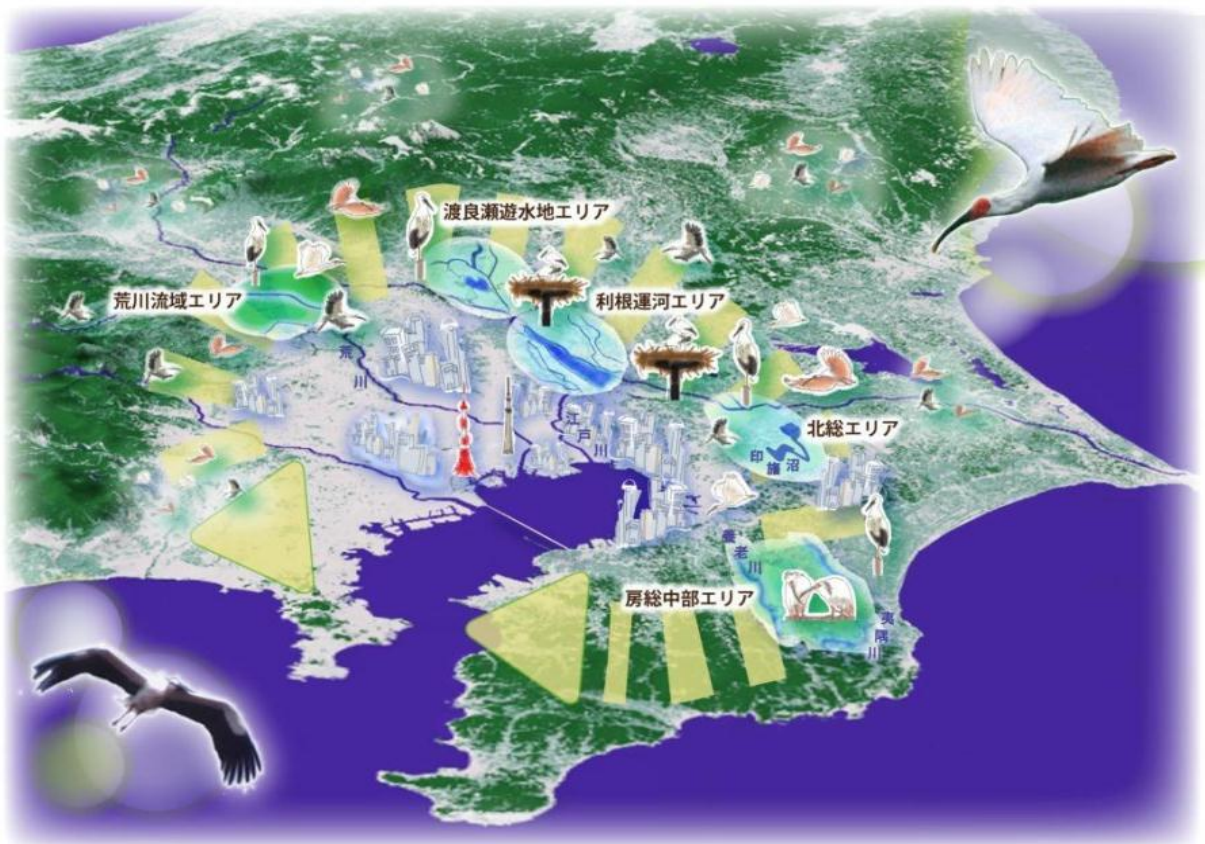 渡良瀬遊水地エリア
荒川流域エリア
利根運河エリア
荒川
江戸川
北総エリア
印旛沼
養老川
房総中部エリア
夷隅川